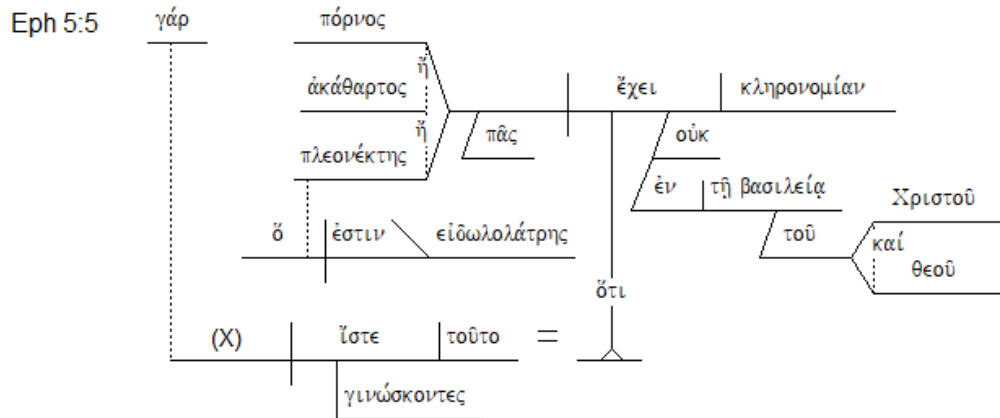 Eph 5:5 γάρ πόρνος
ἤ
ἀκάθαρτος ἔχει κληρονομίαν
ἤ
πλεονέκτης πᾶς οὐκ
ἐν τῇ βασιλείᾳ Χριστοῦ
ὅ ἐστιν εἰδωλολάτρης τοῦ καί
θεοῦ
ὅτι
(X) ἴστε τοῦτο =
γινώσκοντες